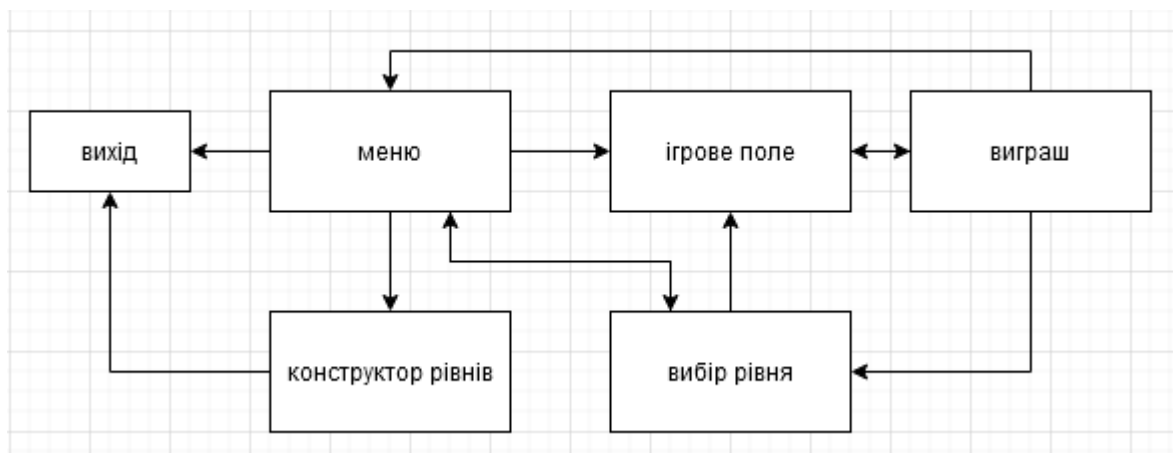 вихід
меню
ігрове поле
виграш
конструктор рівнів
вибір рівня